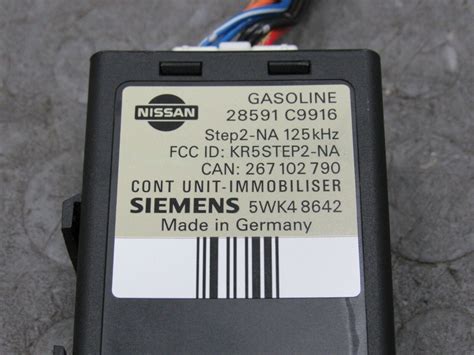 NISSAN
GASOLINE
28591 C9916
Step2-NA 125kHz
FCC ID: KR5STEP2-NA
CAN: 267 102 790
CONT UNIT-IMMOBILISER
SIEMENS 5WK4 8642
Made in Germany